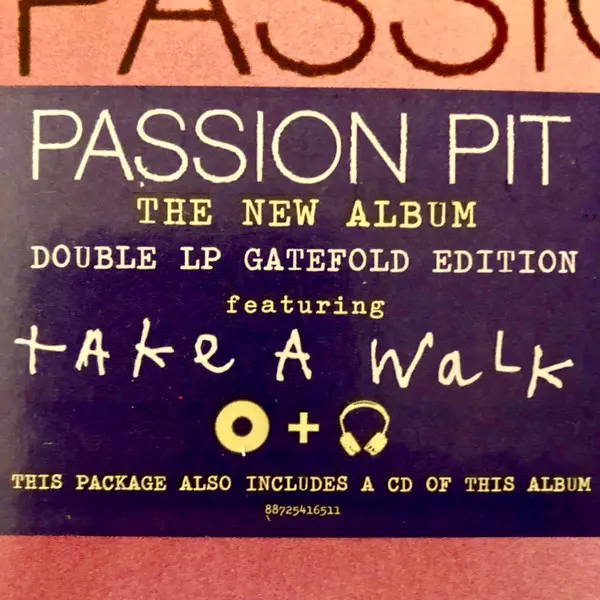 PASSIO
PASSION PIT
THE NEW ALBUM
DOUBLE LP GATEFOLD EDITION
featuring
tAke A WaLK
THIS PACKAGE ALSO INCLUDES A CD OF THIS ALBUM
88725416511